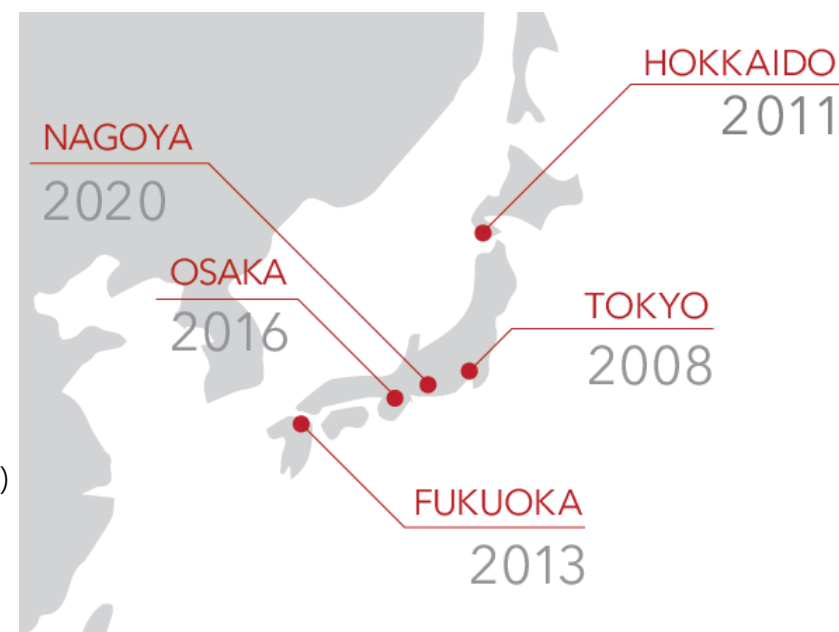 HOKKAIDO
2011
NAGOYA
2020
OSAKA
2016
TOKYO
2008
)
FUKUOKA
2013